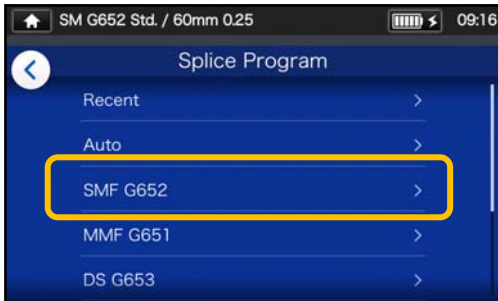 SM G652 Std. / 60mm 0.25 09:16
Splice Program
Recent
Auto
SMF G652
MMF G651
DS G653